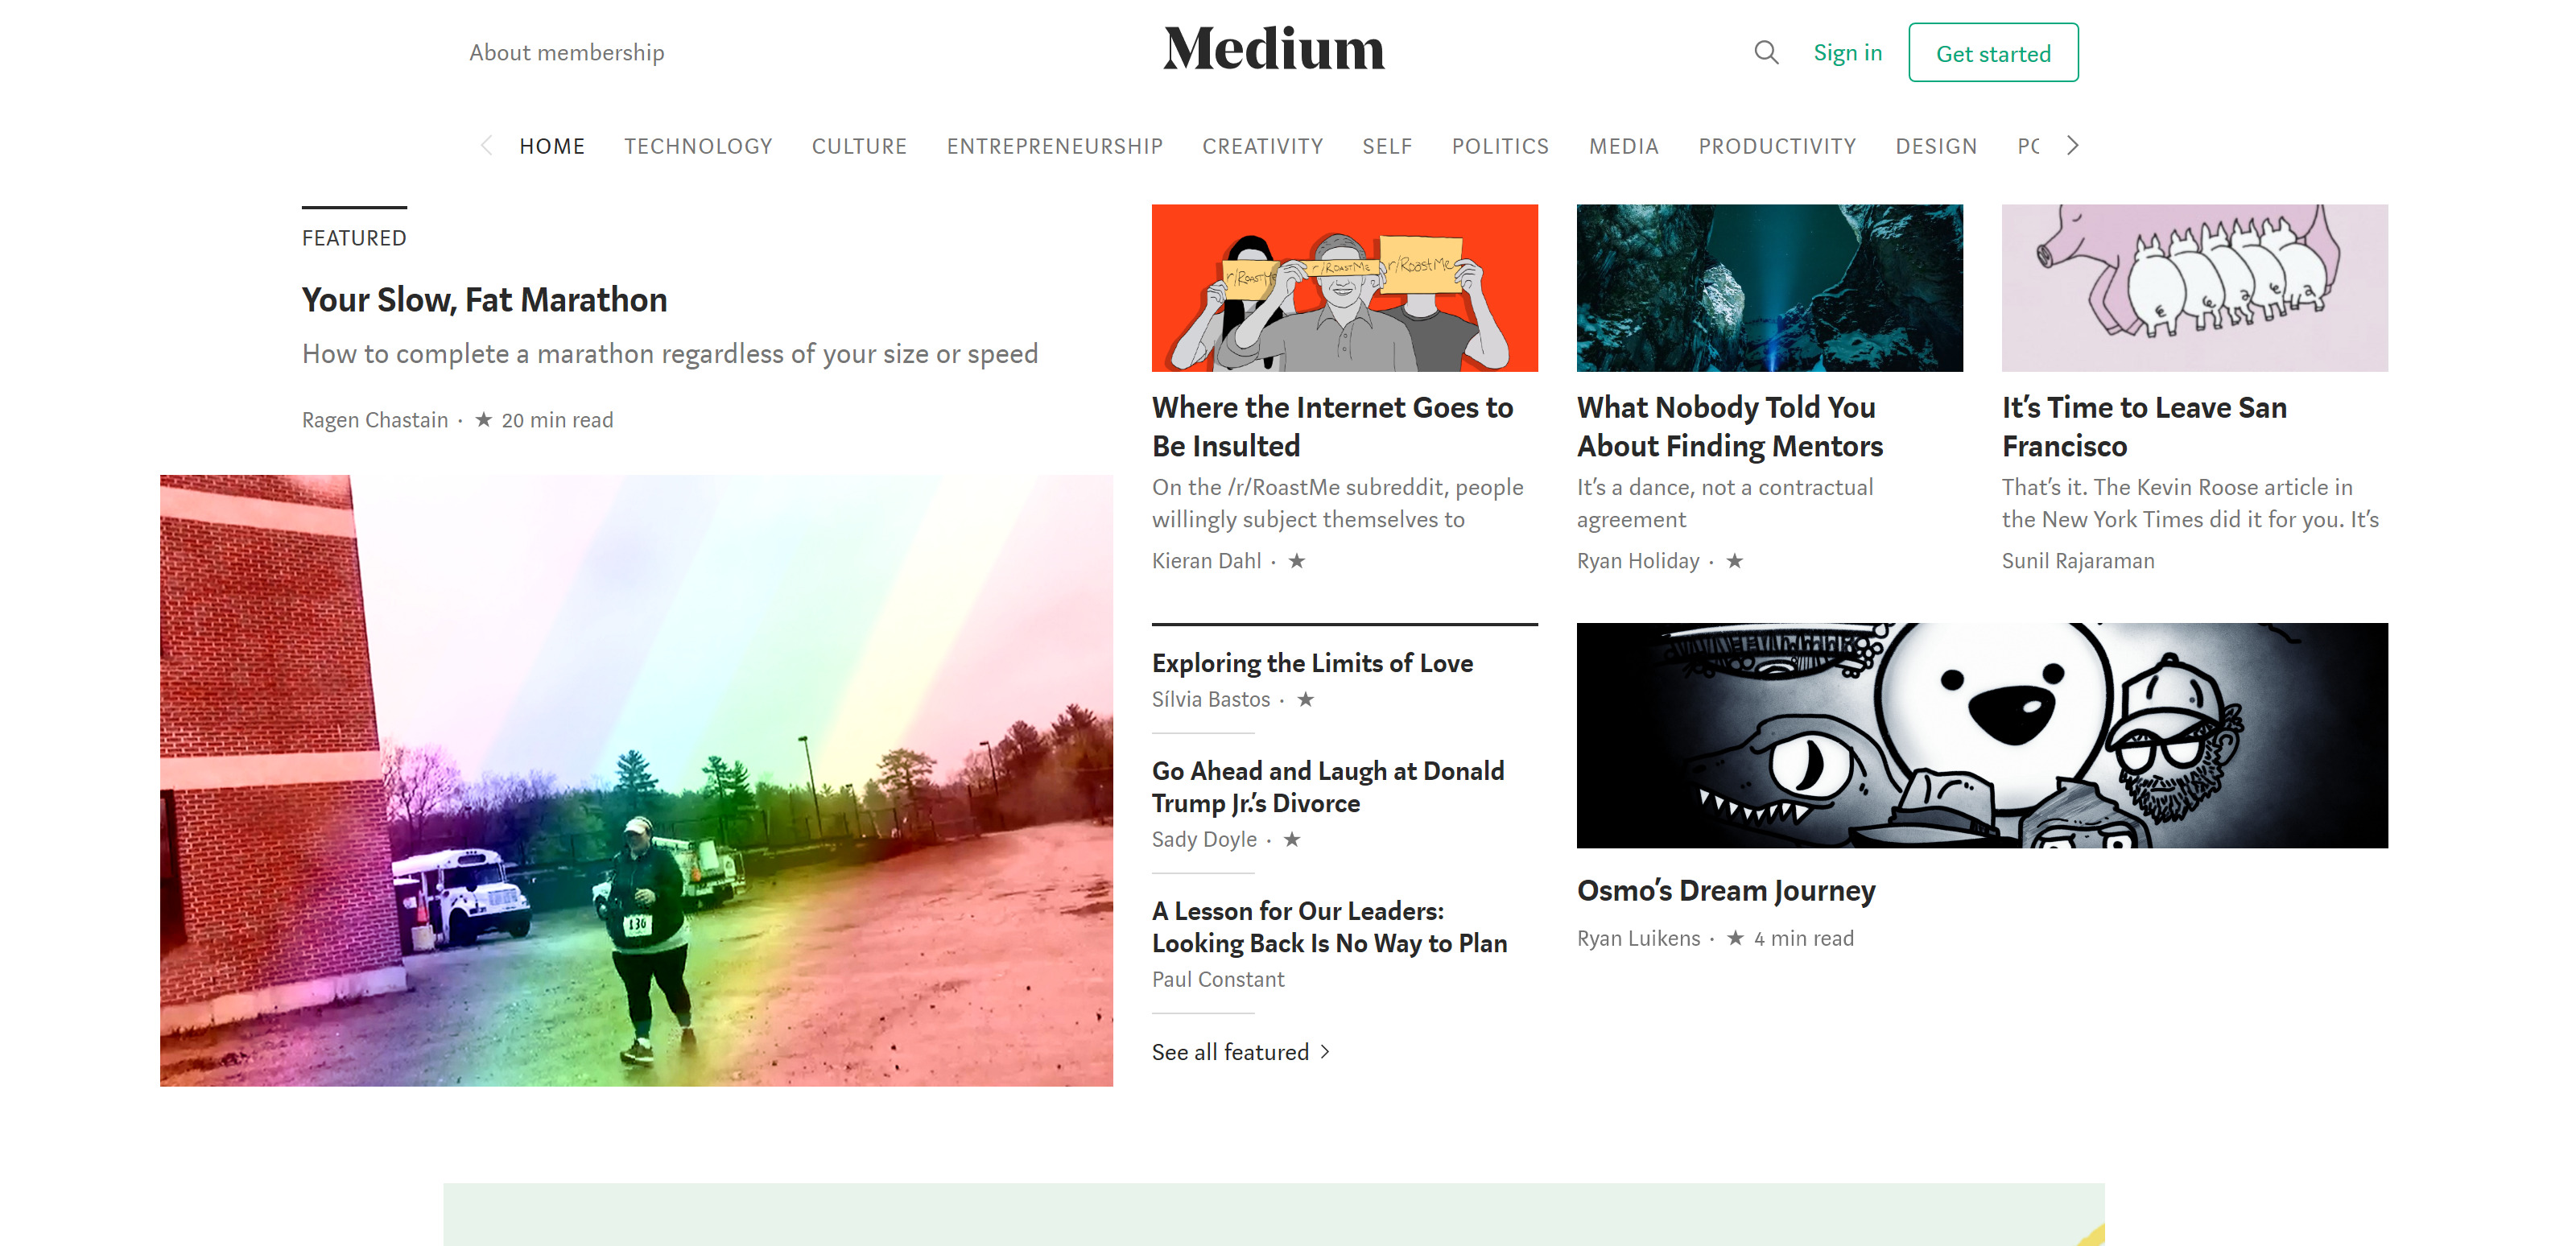 About membership
Medium
Sign in
Get started
HOME TECHNOLOGY CULTURE ENTREPRENEURSHIP CREATIVITY SELF POLITICS MEDIA PRODUCTIVITY DESIGN
FEATURED
Your Slow, Fat Marathon
How to complete a marathon regardless of your size or speed
Ragen Chastain · ★ 20 min read
136
r/RoastMe
r/RoastMe
r/RoastMe
Where the Internet Goes to
Be Insulted
On the /r/RoastMe subreddit, people
willingly subject themselves to
Kieran Dahl · ★
What Nobody Told You
About Finding Mentors
It’s a dance, not a contractual
agreement
Ryan Holiday · ★
It’s Time to Leave San
Francisco
That’s it. The Kevin Roose article in
the New York Times did it for you. It’s
Sunil Rajaraman
Exploring the Limits of Love
Sílvia Bastos · ★
Go Ahead and Laugh at Donald
Trump Jr.’s Divorce
Sady Doyle · ★
A Lesson for Our Leaders:
Looking Back Is No Way to Plan
Paul Constant
See all featured
Osmo’s Dream Journey
Ryan Luikens · ★ 4 min read